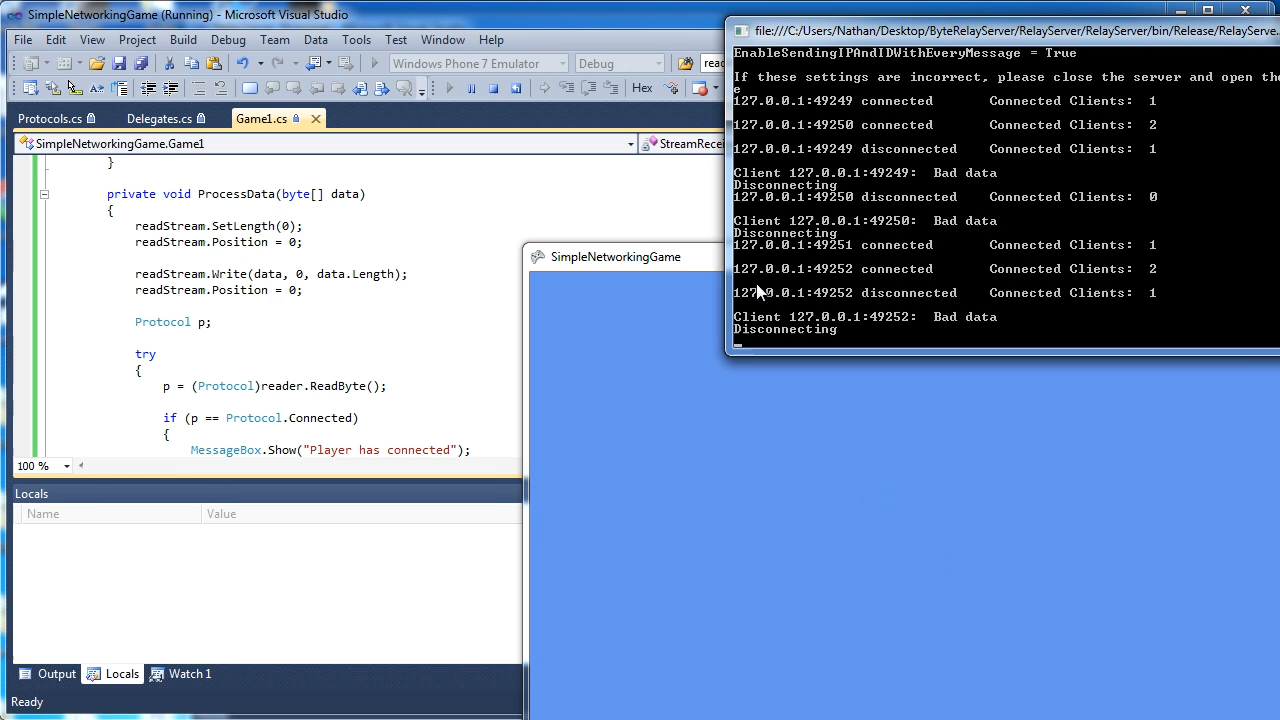 SimpleNetworkingGame (Running) - Microsoft Visual Studio
File Edit View Project Build Debug Team Data Tools Test Window Help
Windows Phone 7 Emulator Debug
Hex
Protocols.cs Delegates.cs Game1.cs
SimpleNetworkingGame.Game1
}
private void ProcessData(byte[] data)
{
readStream.SetLength(0);
readStream.Position = 0;
readStream.Write(data, 0, data.Length);
readStream.Position = 0;
Protocol p;
try
{
p = (Protocol)reader.ReadByte();
if (p == Protocol.Connected)
{
MessageBox.Show("Player has connected");
100 %
Locals
Name Value
Output Locals Watch 1
Ready
SimpleNetworkingGame
file:///C:/Users/Nathan/Desktop/ByteRelayServer/RelayServer/RelayServer/bin/Release/RelayServe...
EnableSendingIPAndIDWithEveryMessage = True
If these settings are incorrect, please close the server and open the
e
127.0.0.1:49249 connected Connected Clients: 1
127.0.0.1:49250 connected Connected Clients: 2
127.0.0.1:49249 disconnected Connected Clients: 1
Client 127.0.0.1:49249: Bad data
Disconnecting
127.0.0.1:49250 disconnected Connected Clients: 0
Client 127.0.0.1:49250: Bad data
Disconnecting
127.0.0.1:49251 connected Connected Clients: 1
127.0.0.1:49252 connected Connected Clients: 2
127.0.0.1:49252 disconnected Connected Clients: 1
Client 127.0.0.1:49252: Bad data
Disconnecting